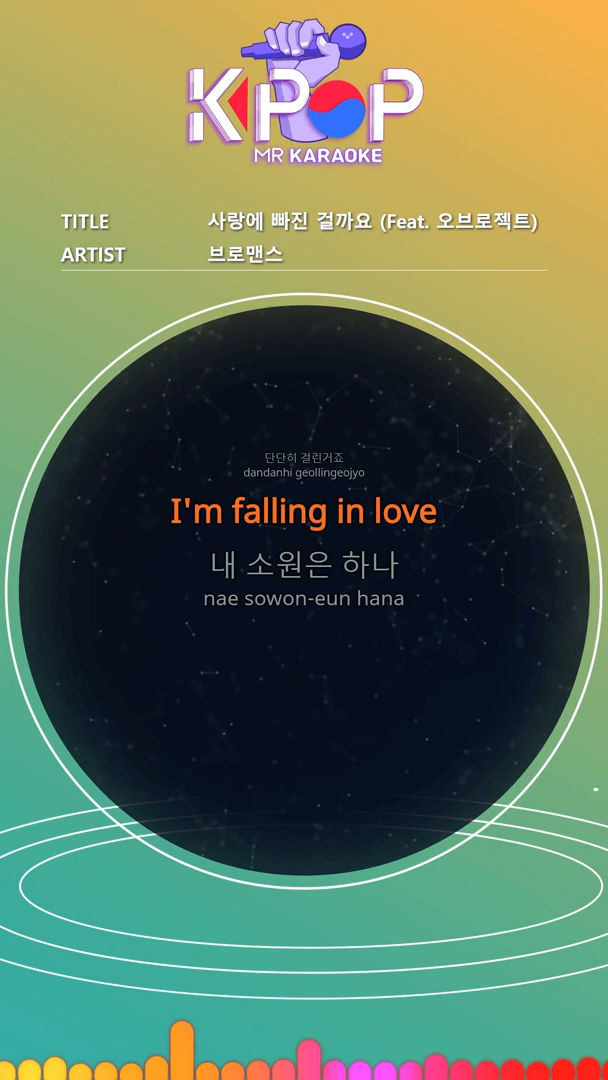 KPOP
MR KARAOKE
TITLE 사랑에 빠진 걸까요 (Feat. 오브로젝트)
ARTIST 브로맨스
단단히 걸린거죠
dandanhi geollingeojyo
I'm falling in love
내 소원은 하나
nae sowon-eun hana